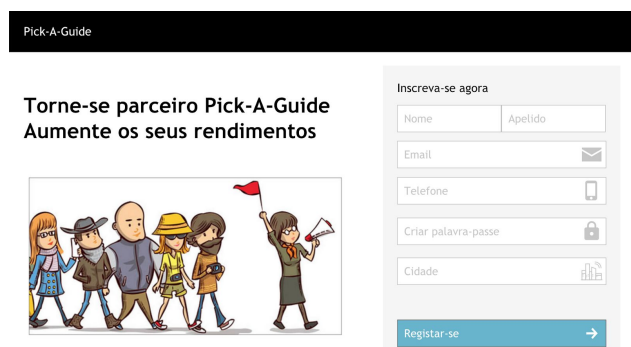 Pick-A-Guide
Torne-se parceiro Pick-A-Guide
Aumente os seus rendimentos
Inscreva-se agora
Nome Apelido
Email
Telefone
Criar palavra-passe
Cidade
Registar-se